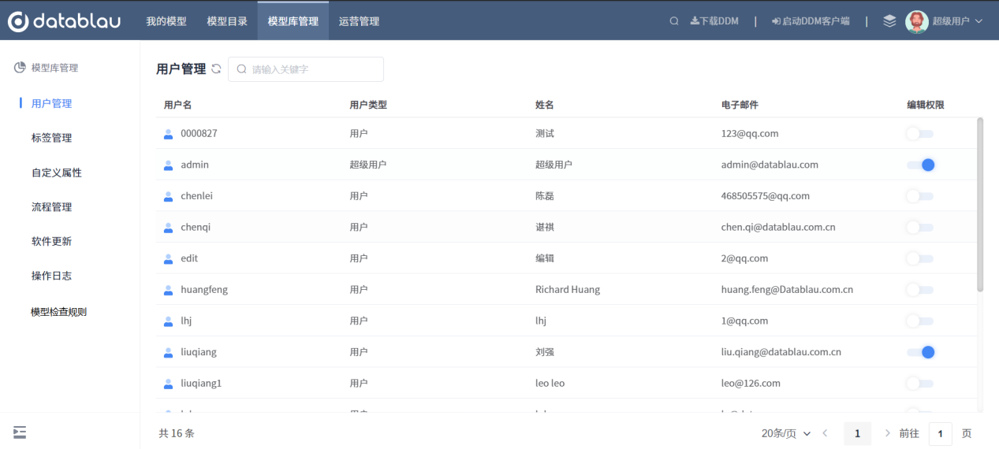 datablau 我的模型 模型目录 模型库管理 运营管理 下载DDM | 启动DDM客户端 | 超级用户
模型库管理
用户管理
标签管理
自定义属性
流程管理
软件更新
操作日志
模型检查规则
用户管理 请输入关键字
用户名 用户类型 姓名 电子邮件 编辑权限
0000827 用户 测试 123@qq.com
admin 超级用户 超级用户 admin@datablau.com
chenlei 用户 陈磊 468505575@qq.com
chenqi 用户 谌祺 chen.qi@datablau.com.cn
edit 用户 编辑 2@qq.com
huangfeng 用户 Richard Huang huang.feng@Datablau.com.cn
lhj 用户 lhj 1@qq.com
liuqiang 用户 刘强 liu.qiang@datablau.com.cn
liuqiang1 用户 leo leo leo@126.com
共 16 条 20条/页 1 前往 1 页